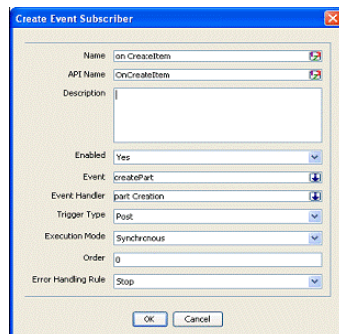 Create Event Subscriber
Name on CreateItem
API Name OnCreateItem
Description
Enabled Yes
Event createPart
Event Handler part Creation
Trigger Type Post
Execution Mode Synchronous
Order 0
Error Handling Rule Stop
OK Cancel